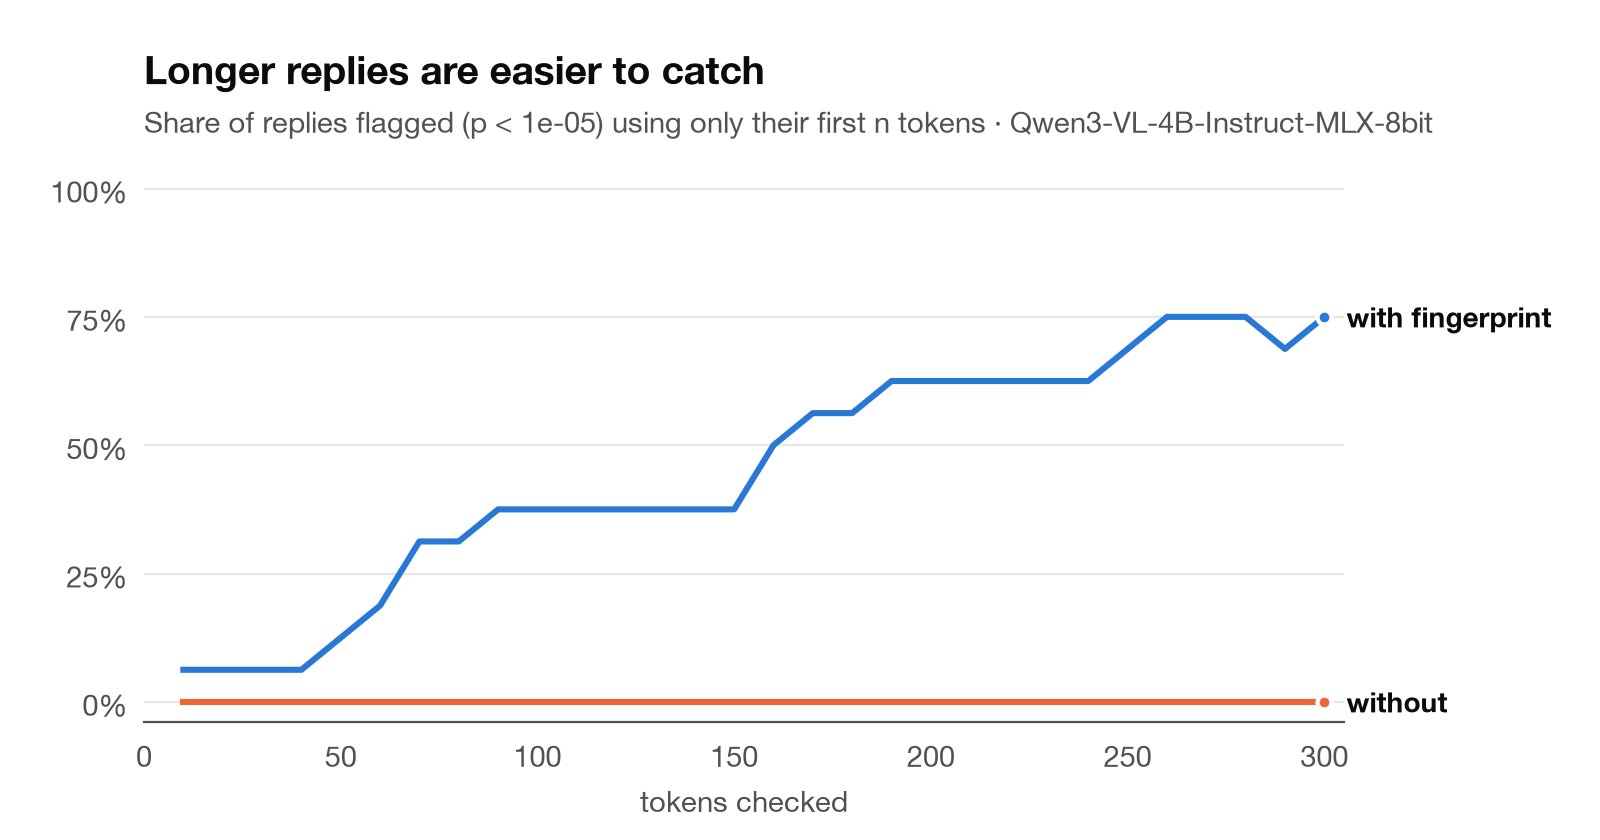 Longer replies are easier to catch
Share of replies flagged (p < 1e-05) using only their first n tokens · Qwen3-VL-4B-Instruct-MLX-8bit
100%
75%
with fingerprint
50%
25%
0%
without
0 50 100 150 200 250 300
tokens checked